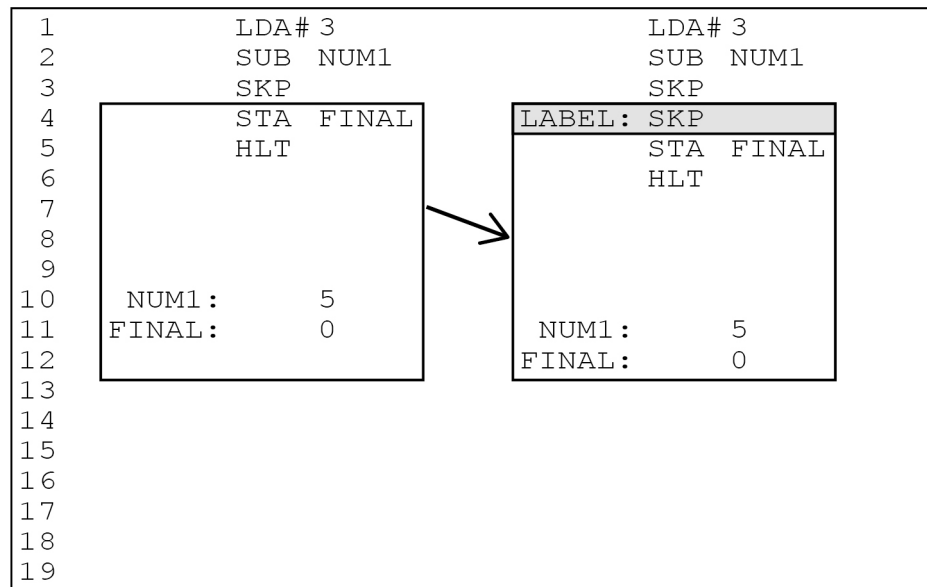 1 LDA# 3 LDA# 3
2 SUB NUM1 SUB NUM1
3 SKP SKP
4 STA FINAL LABEL: SKP
5 HLT STA FINAL
6 HLT
7
8
9
10 NUM1: 5
11 FINAL: 0 NUM1: 5
12 FINAL: 0
13
14
15
16
17
18
19